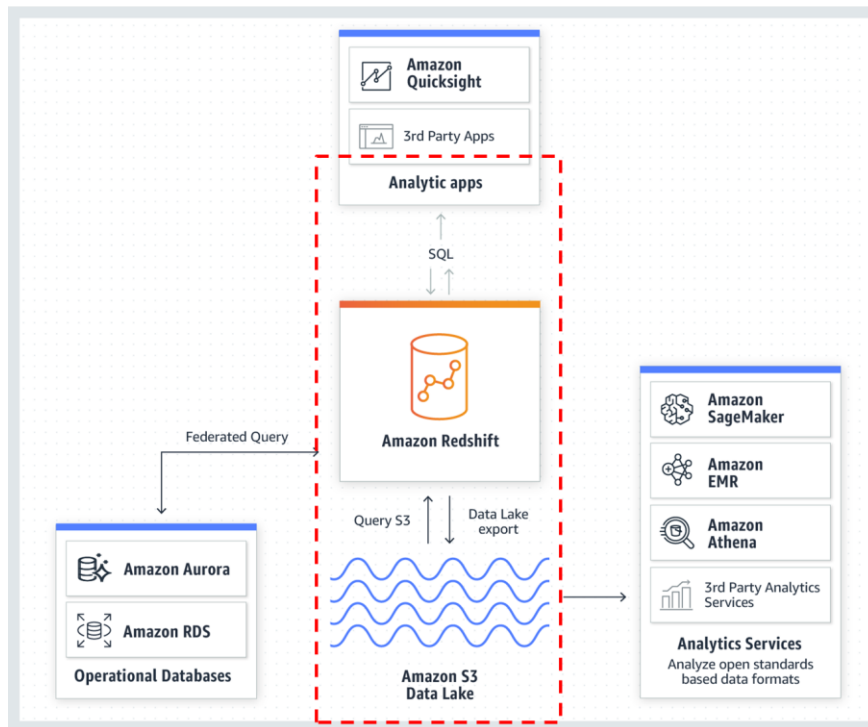 Amazon
Quicksight
3rd Party Apps
Analytic apps
SQL
Amazon Redshift
Federated Query
Query S3
Data Lake
export
Amazon Aurora
Amazon RDS
Operational Databases
Amazon S3
Data Lake
Amazon
SageMaker
Amazon
EMR
Amazon
Athena
3rd Party Analytics
Services
Analytics Services
Analyze open standards
based data formats